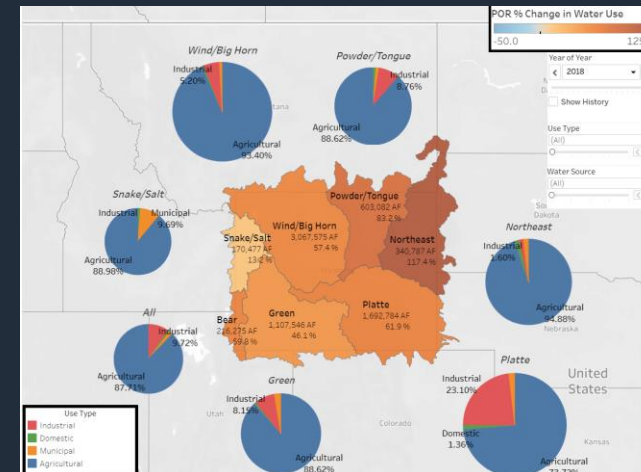 POR % Change in Water Use
-50.0
Year of Year
2018
Show History
Use Type
(All)
Water Source
(All)
Wind/Big Horn
Industrial
5.20%
Agricultural
93.40%
Powder/Tongue
Industrial
8.76%
Agricultural
88.62%
Snake/Salt
Industrial
Municipal
9.69%
Agricultural
88.98%
Powder/Tongue
603,082 AF
83.2 %
Wind/Big Horn
3,067,575 AF
57.4 %
Snake/Salt
170,477 AF
Northeast
340,787 AF
117.4 %
Green
1,107,546 AF
46.1 %
Platte
1,692,784 AF
61.9 %
Bear
59.8 %
Northeast
Industrial
1.60%
Agricultural
94.88%
Dakota
Nebraska
All
Industrial
9.72%
Agricultural
87.71%
Green
Industrial
8.15%
Agricultural
88.62%
Platte
Industrial
23.10%
Domestic
1.36%
Agricultural
United
States
Utah
Colorado
Kansas
Use Type
Industrial
Domestic
Municipal
Agricultural